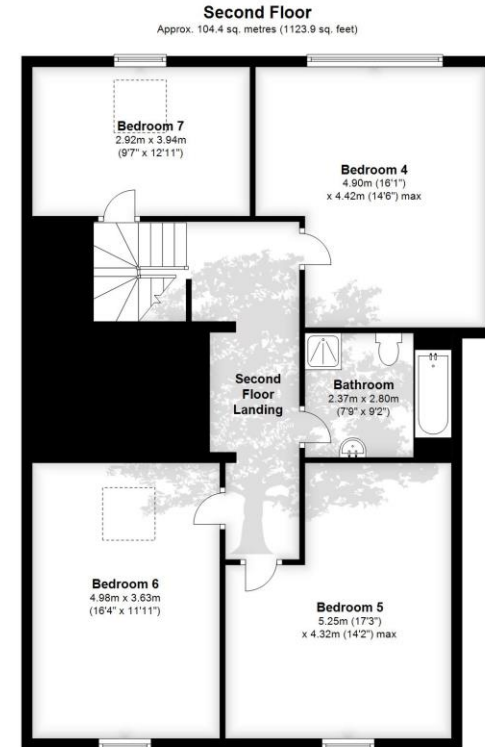 Second Floor
Approx. 104.4 sq. metres (1123.9 sq. feet)
Bedroom 7
2.92m x 3.94m
(9'7" x 12'11")
Bedroom 4
4.90m (16'1")
x 4.42m (14'6") max
Second
Floor
Landing
Bathroom
2.37m x 2.80m
(7'9" x 9'2")
Bedroom 6
4.98m x 3.63m
(16'4" x 11'11")
Bedroom 5
5.25m (17'3")
x 4.32m (14'2") max